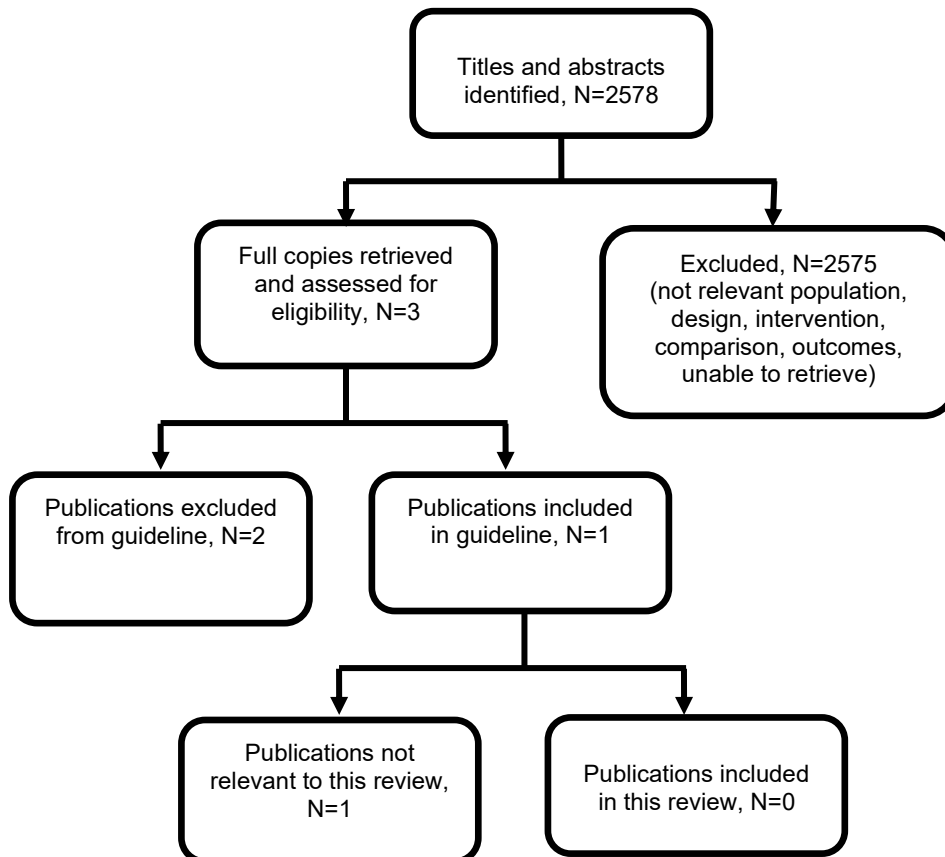 Titles and abstracts
identified, N=2578
Full copies retrieved
and assessed for
eligibility, N=3
Excluded, N=2575
(not relevant population,
design, intervention,
comparison, outcomes,
unable to retrieve)
Publications excluded
from guideline, N=2
Publications included
in guideline, N=1
Publications not
relevant to this review,
N=1
Publications included
in this review, N=0